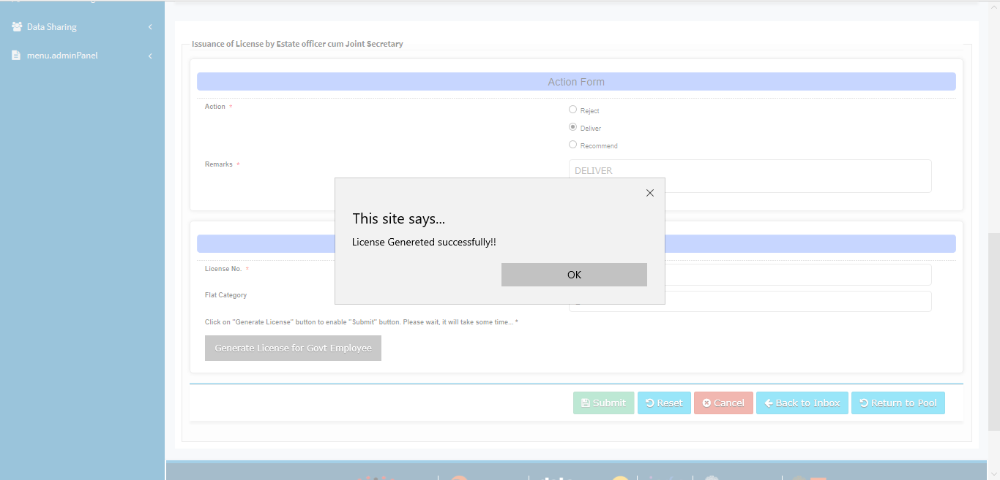 Data Sharing
menu.adminPanel
Issuance of License by Estate officer cum Joint Secretary
Action Form
Action *
Reject
Deliver
Recommend
Remarks *
DELIVER
This site says...
License Genereted successfully!!
OK
License No. *
Flat Category
Click on "Generate License" button to enable "Submit" button. Please wait, it will take some time... *
Generate License for Govt Employee
Submit
Reset
Cancel
Back to Inbox
Return to Pool